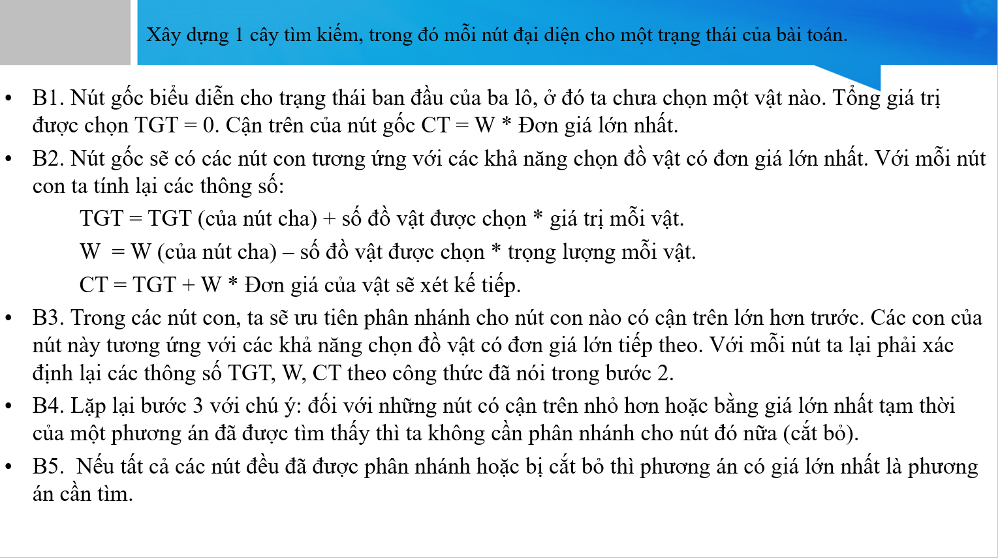 Xây dựng 1 cây tìm kiếm, trong đó mỗi nút đại diện cho một trạng thái của bài toán.
• B1. Nút gốc biểu diễn cho trạng thái ban đầu của ba lô, ở đó ta chưa chọn một vật nào. Tổng giá trị
được chọn TGT = 0. Cận trên của nút gốc CT = W * Đơn giá lớn nhất.
• B2. Nút gốc sẽ có các nút con tương ứng với các khả năng chọn đồ vật có đơn giá lớn nhất. Với mỗi nút
con ta tính lại các thông số:
TGT = TGT (của nút cha) + số đồ vật được chọn * giá trị mỗi vật.
W = W (của nút cha) – số đồ vật được chọn * trọng lượng mỗi vật.
CT = TGT + W * Đơn giá của vật sẽ xét kế tiếp.
• B3. Trong các nút con, ta sẽ ưu tiên phân nhánh cho nút con nào có cận trên lớn hơn trước. Các con của
nút này tương ứng với các khả năng chọn đồ vật có đơn giá lớn tiếp theo. Với mỗi nút ta lại phải xác
định lại các thông số TGT, W, CT theo công thức đã nói trong bước 2.
• B4. Lặp lại bước 3 với chú ý: đối với những nút có cận trên nhỏ hơn hoặc bằng giá lớn nhất tạm thời
của một phương án đã được tìm thấy thì ta không cần phân nhánh cho nút đó nữa (cắt bỏ).
• B5. Nếu tất cả các nút đều đã được phân nhánh hoặc bị cắt bỏ thì phương án có giá lớn nhất là phương
án cần tìm.